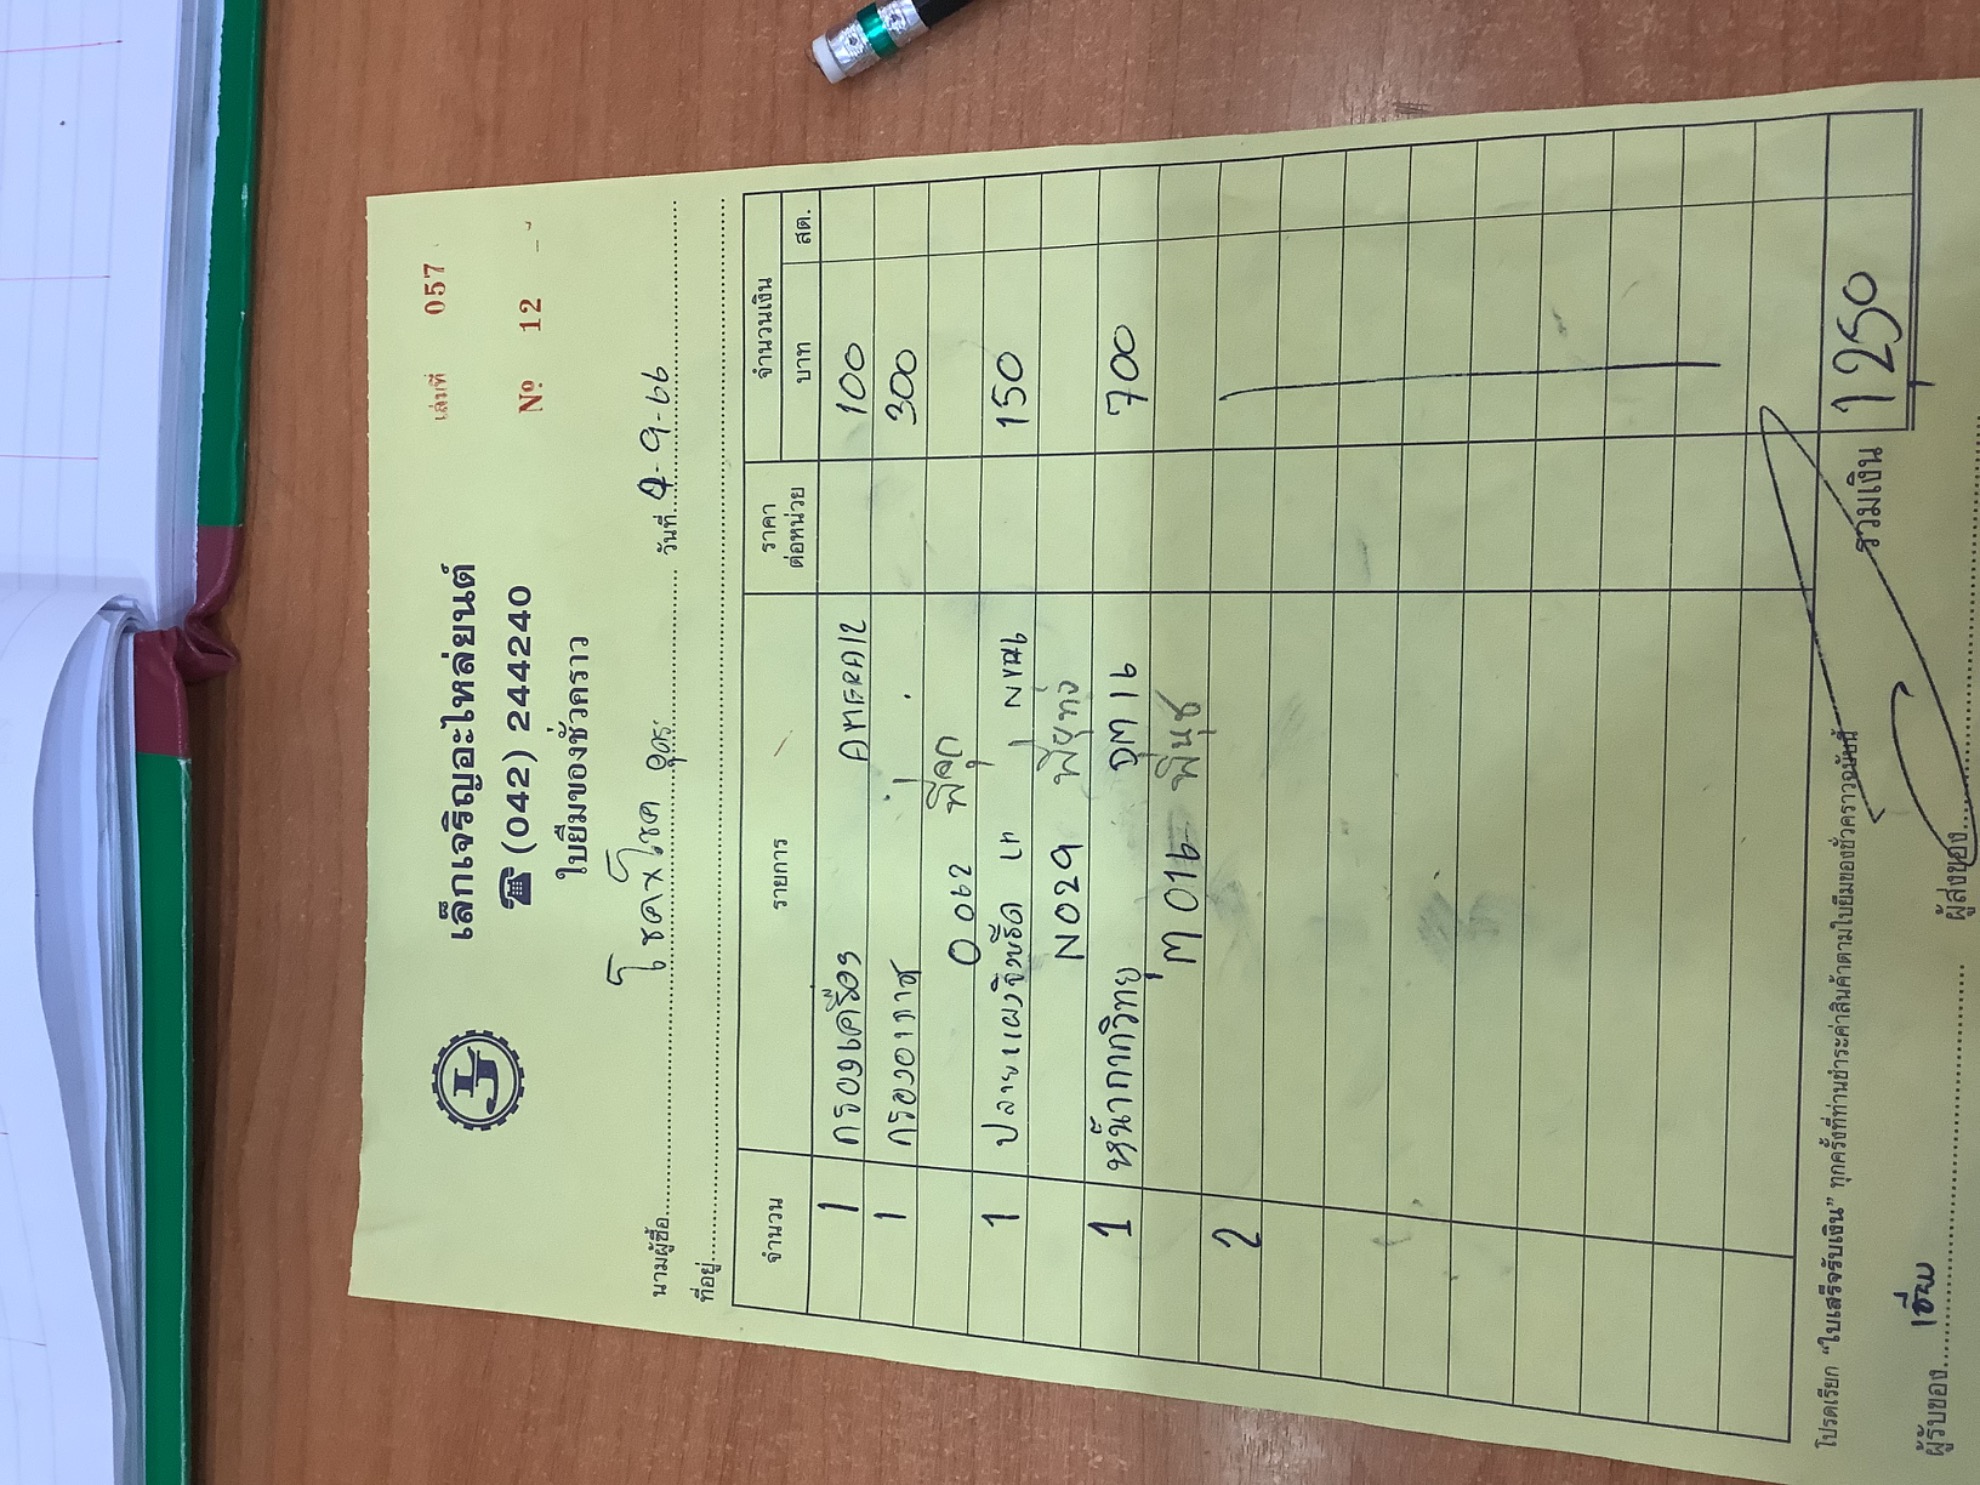 เล่มที่ 057
เล็กเจริญอะไหล่ยนต์
№ 12
☎ (042) 244240
ใบยืมของชั่วคราว
นามผู้ซื้อ โชคxโชค อุดร วันที่ 4-9-66
ที่อยู่
จำนวน รายการ ราคาต่อหน่วย จำนวนเงิน
บาท สต.
1 กรองเครื่อง 100
1 กรองอากาศ 300
0062 พี่
1 ปลาย 150
N029
1 หน้ากากวิทยุ 700
M016 พี่นุช
2
รวมเงิน 1250
โปรดเรียก “ใบเสร็จรับเงิน” ทุกครั้งที่ท่านชำระค่าสินค้าตามใบยืมของชั่วคราวฉบับนี้
ผู้รับของ ผู้ส่งของ